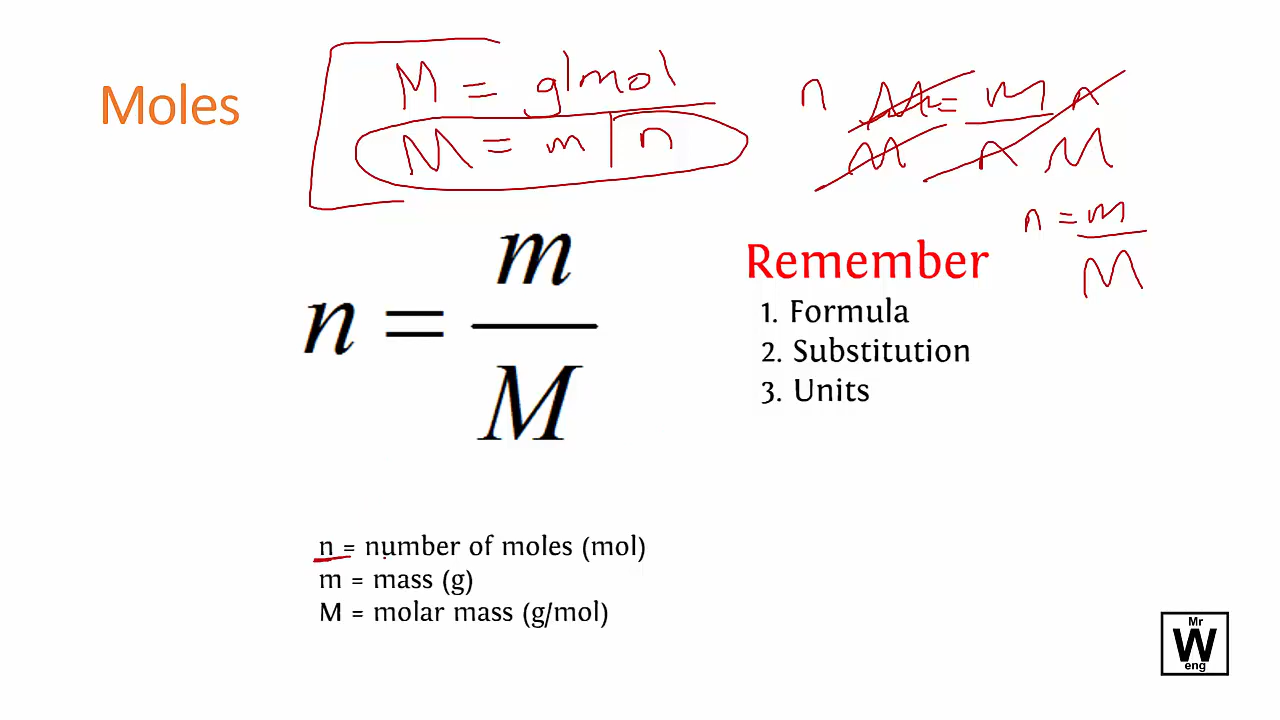 Moles
M = g/mol
M = m | n
n M = m n
M n M
n = m
M
n = m
M
Remember
1. Formula
2. Substitution
3. Units
n = number of moles (mol)
m = mass (g)
M = molar mass (g/mol)
Mr
W
eng